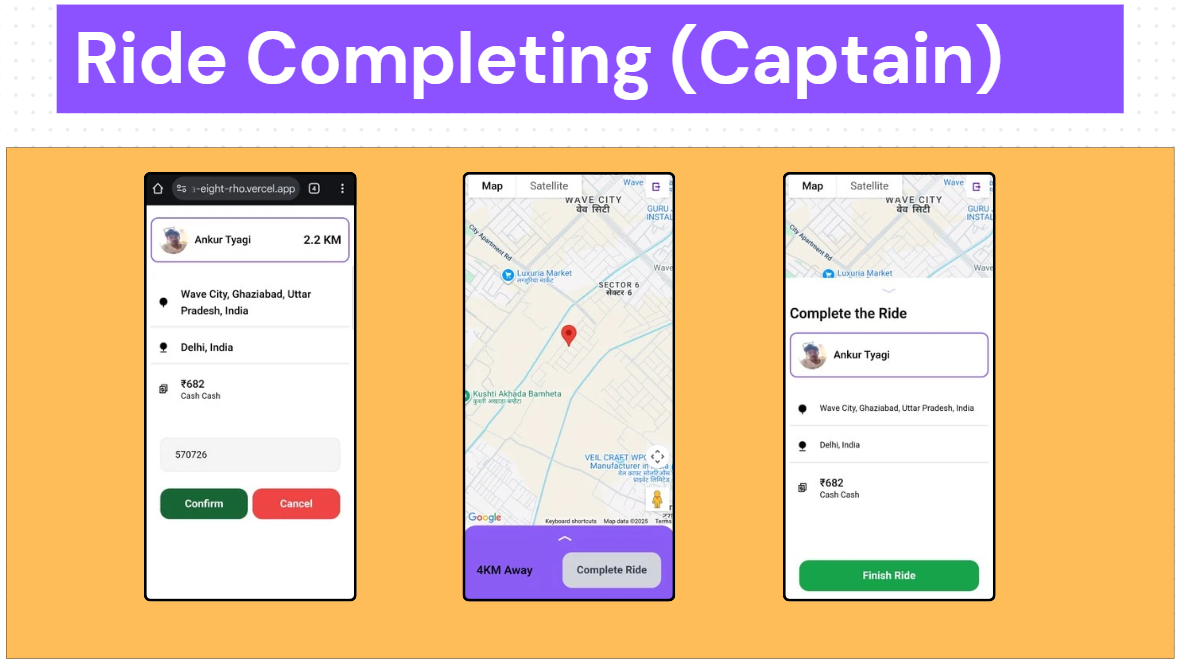 Ride Completing (Captain)
-eight-rho.vercel.app
4
Ankur Tyagi
2.2 KM
Wave City, Ghaziabad, Uttar
Pradesh, India
Delhi, India
₹682
Cash Cash
570726
Confirm
Cancel
Map
Satellite
Wave
WAVE CITY
वेव सिटी
GURU
INSTAL
City Apartment Rd
Luxuria Market
लग्ज़ूरिया मार्केट
Wave
SECTOR 6
सेक्टर 6
Kushti Akhada Bamheta
कुश्ती अखाड़ा बम्हेटा
VEIL CRAFT WPC
Manufacturer in
प्राइवेट लिमिटेड
Google
Keyboard shortcuts
Map data ©2025
Terms
4KM Away
Complete Ride
Map
Satellite
Wave
WAVE CITY
वेव सिटी
GURU
INSTAL
City Apartment Rd
Luxuria Market
Wave
Complete the Ride
Ankur Tyagi
Wave City, Ghaziabad, Uttar Pradesh, India
Delhi, India
₹682
Cash Cash
Finish Ride